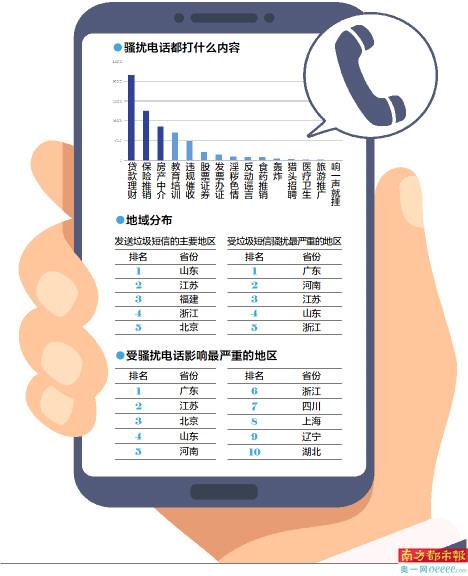 骚扰电话都打什么内容
贷款理财
保险推销
房产中介
教育培训
违规催收
股票证券
发票办证
淫秽色情
反动谣言
食药推销
轰炸
猎头招聘
医疗卫生
旅游推广
响一声就挂
地域分布
发送垃圾短信的主要地区 受垃圾短信骚扰最严重的地区
排名 省份 排名 省份
1 山东 1 广东
2 江苏 2 河南
3 福建 3 江苏
4 浙江 4 山东
5 北京 5 浙江
受骚扰电话影响最严重的地区
排名 省份 排名 省份
1 广东 6 浙江
2 江苏 7 四川
3 北京 8 上海
4 山东 9 辽宁
5 河南 10 湖北
南方都市報
奥一网oeeee.com